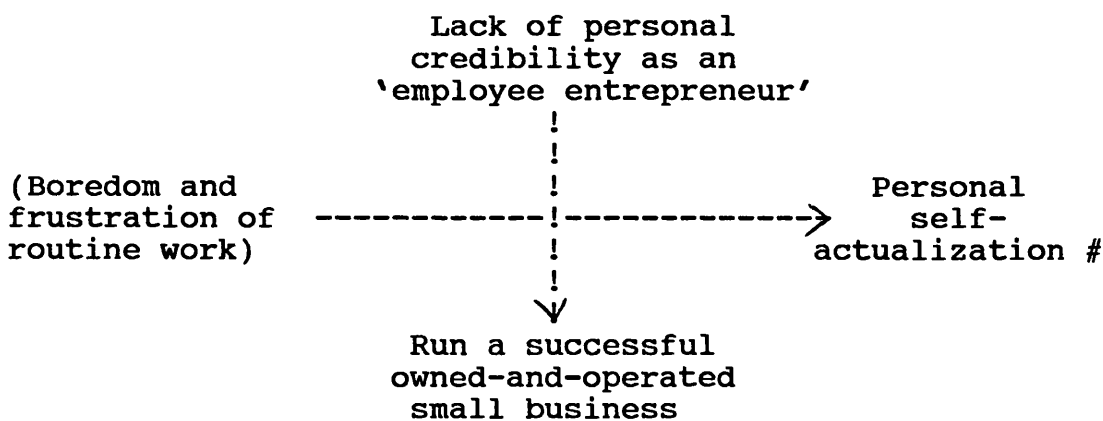 Lack of personal
credibility as an
‘employee entrepreneur’
(Boredom and
frustration of
routine work)
Personal
self-
actualization #
Run a successful
owned-and-operated
small business